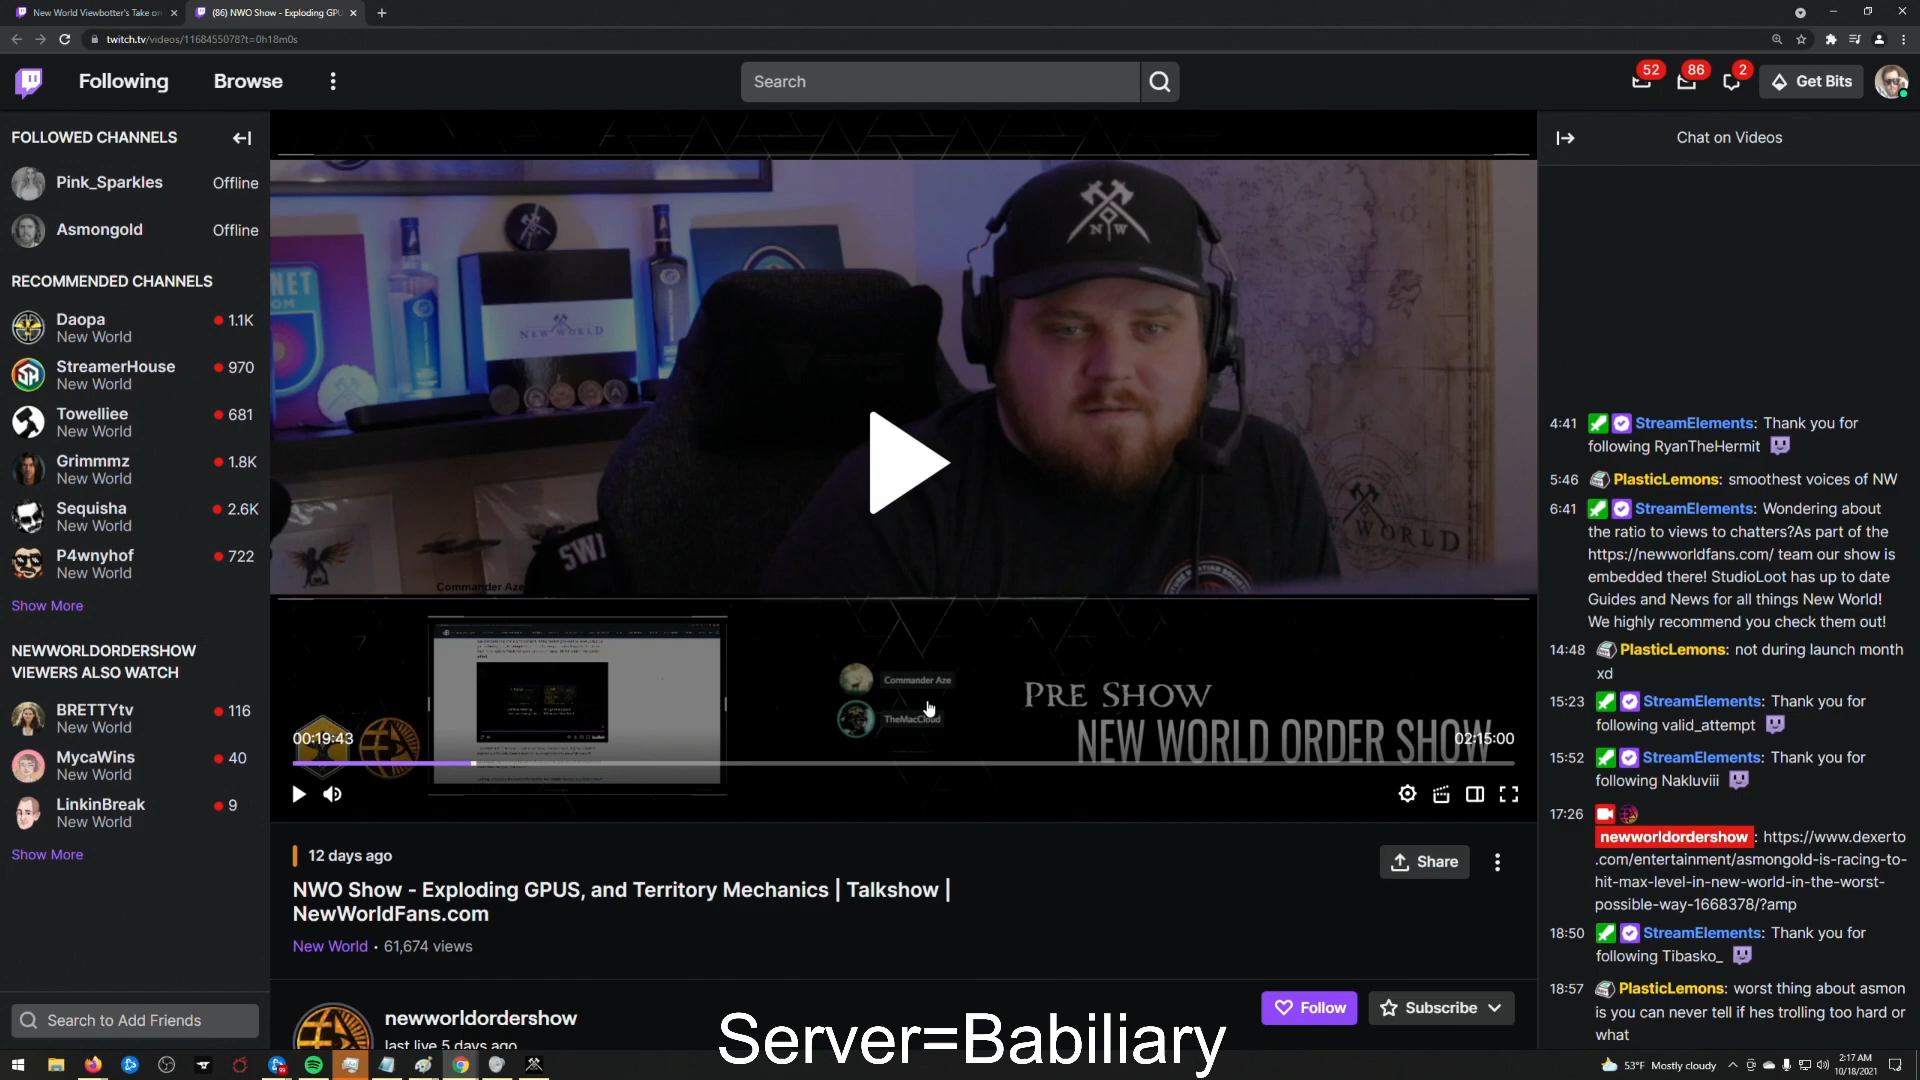 New World Viewbotter's Take on
(86) NWO Show - Exploding GPU
twitch.tv/videos/1168455078?t=0h18m0s
Following
Browse
Search
52
86
2
Get Bits
FOLLOWED CHANNELS
Pink_Sparkles
Offline
Asmongold
Offline
RECOMMENDED CHANNELS
Daopa
1.1K
New World
StreamerHouse
970
New World
Towelliee
681
New World
Grimmmz
1.8K
New World
Sequisha
2.6K
New World
P4wnyhof
722
New World
Show More
NEWWORLDORDERSHOW
VIEWERS ALSO WATCH
BRETTYtv
116
New World
MycaWins
40
New World
LinkinBreak
9
New World
Show More
Search to Add Friends
N W
NEW WORLD
SWI
W WORLD
Commander Aze
Commander Aze
TheMacCloud
PRE SHOW
NEW WORLD ORDER SHOW
00:19:43
02:15:00
12 days ago
Share
NWO Show - Exploding GPUS, and Territory Mechanics | Talkshow |
NewWorldFans.com
New World • 61,674 views
newworldordershow
last live 5 days ago
Follow
Subscribe
Chat on Videos
4:41 StreamElements: Thank you for
following RyanTheHermit
5:46 PlasticLemons: smoothest voices of NW
6:41 StreamElements: Wondering about
the ratio to views to chatters?As part of the
https://newworldfans.com/ team our show is
embedded there! StudioLoot has up to date
Guides and News for all things New World!
We highly recommend you check them out!
14:48 PlasticLemons: not during launch month
xd
15:23 StreamElements: Thank you for
following valid_attempt
15:52 StreamElements: Thank you for
following Nakluviii
17:26
newworldordershow : https://www.dexerto
.com/entertainment/asmongold-is-racing-to-
hit-max-level-in-new-world-in-the-worst-
possible-way-1668378/?amp
18:50 StreamElements: Thank you for
following Tibasko_
18:57 PlasticLemons: worst thing about asmon
is you can never tell if hes trolling too hard or
what
Server=Babiliary
99
53°F Mostly cloudy
2:17 AM
10/18/2021